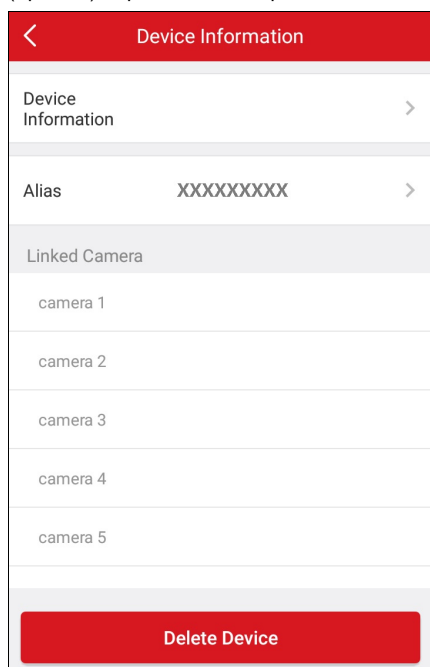 Device Information
Device
Information
Alias XXXXXXXXX
Linked Camera
camera 1
camera 2
camera 3
camera 4
camera 5
Delete Device